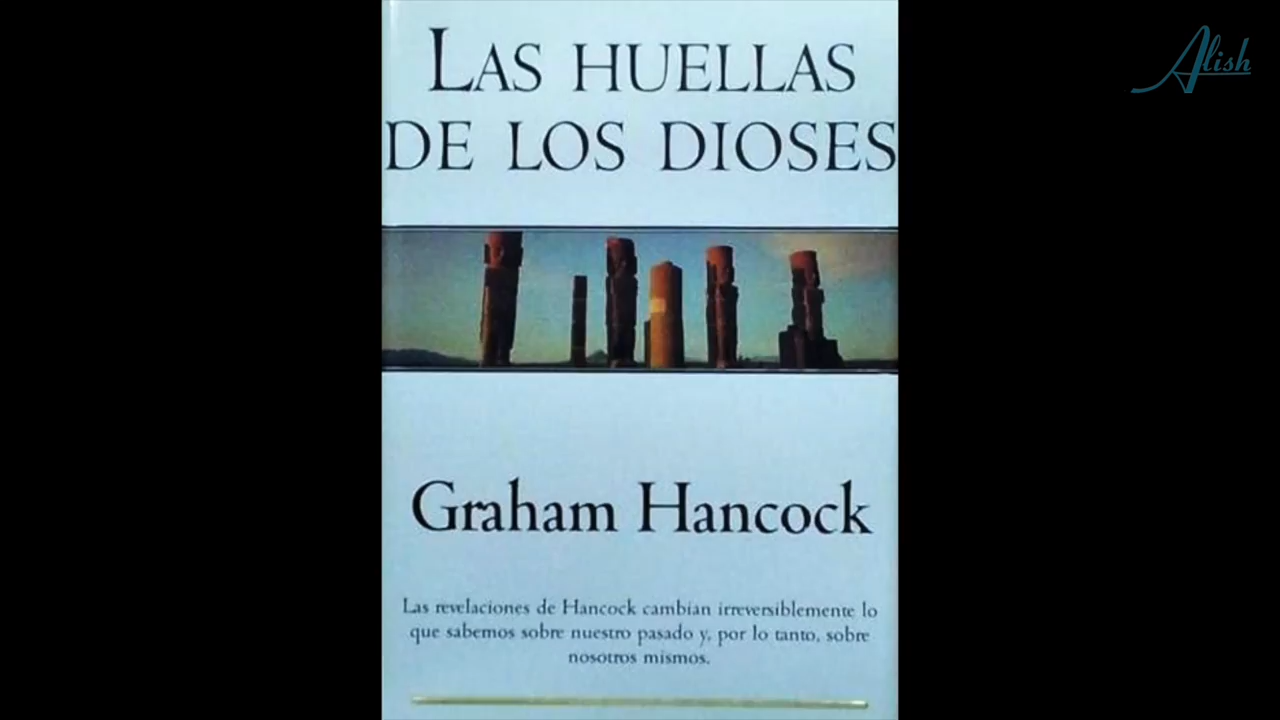 LAS HUELLAS
DE LOS DIOSES
Graham Hancock
Las revelaciones de Hancock cambian irreversiblemente lo
que sabemos sobre nuestro pasado y, por lo tanto, sobre
nosotros mismos.
Alish